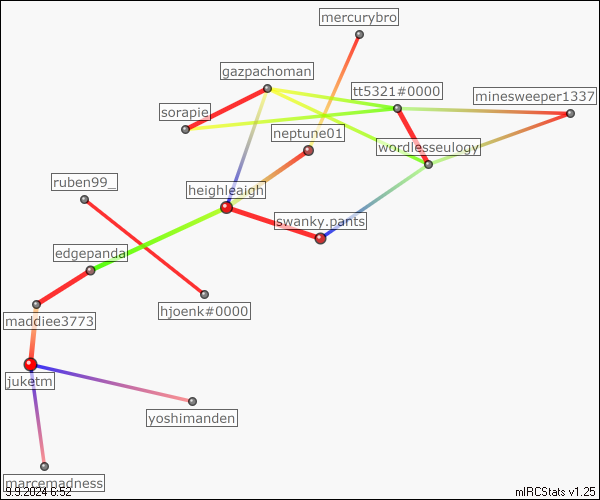 mercurybro
gazpachoman
tt5321#0000
minesweeper1337
sorapie
neptune01
wordlesseulogy
ruben99_
heighleaigh
swanky.pants
edgepanda
hjoenk#0000
maddiee3773
juketm
yoshimanden
marcemadness
9.9.2024 6:52
mIRCStats v1.25